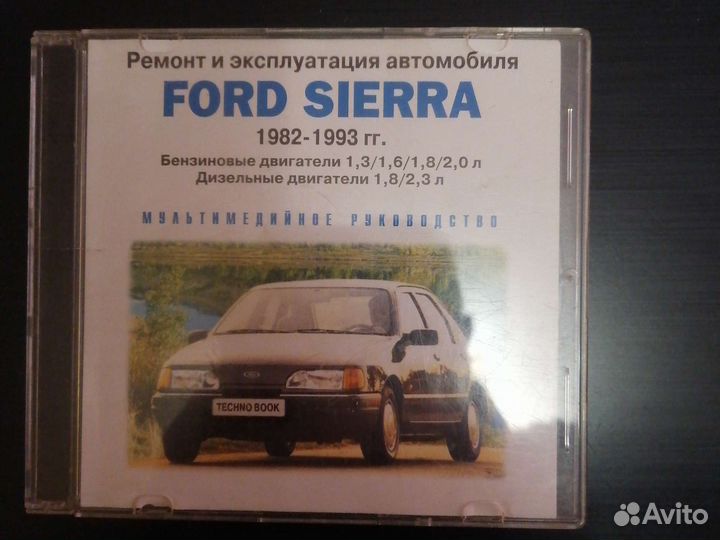 Ремонт и эксплуатация автомобиля
FORD SIERRA
1982-1993 гг.
Бензиновые двигатели 1,3/1,6/1,8/2,0 л
Дизельные двигатели 1,8/2,3 л
МУЛЬТИМЕДИЙНОЕ РУКОВОДСТВО
TECHNO BOOK
Avito